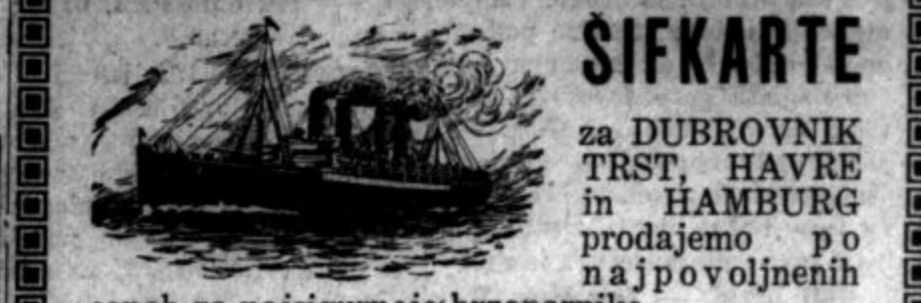 ŠIFKARTE
za DUBROVNIK
TRST, HAVRE
in HAMBURG
prodajemo po
najpovoljnenih